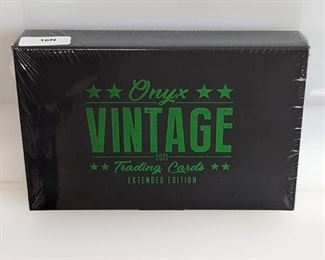 16N
Onyx
VINTAGE
2021
Trading Cards
EXTENDED EDITION